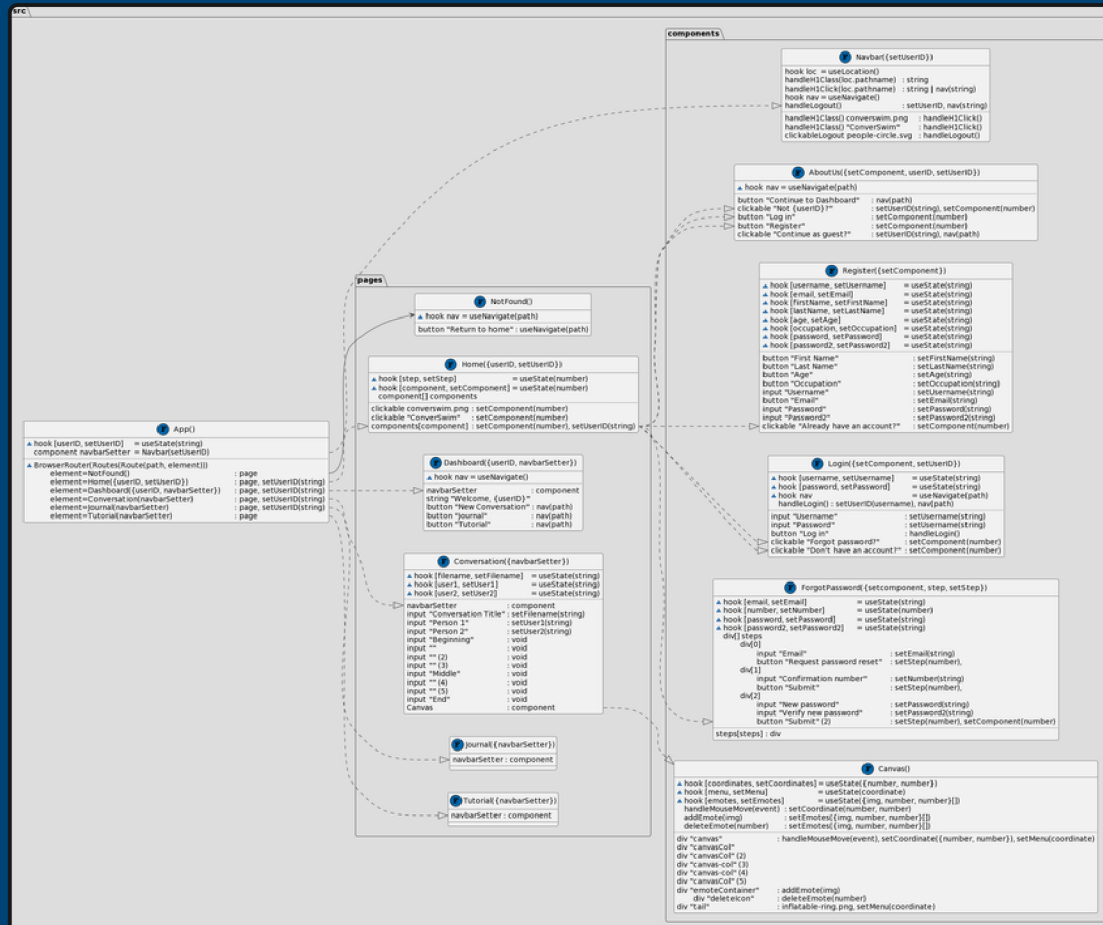 src
components
F Navbar({setUserID})
hook loc = useLocation()
handleH1Class(loc.pathname) : string
handleH1Click(loc.pathname) : string | nav(string)
hook nav = useNavigate()
handleLogout() : setUserID, nav(string)
handleH1Class() converswim.png : handleH1Click()
handleH1Class() "ConverSwim" : handleH1Click()
clickableLogout people-circle.svg : handleLogout()
F AboutUs({setComponent, userID, setUserID})
hook nav = useNavigate(path)
button "Continue to Dashboard" : nav(path)
clickable "Not {userID}?" : setUserID(string), setComponent(number)
button "Log in" : setComponent(number)
button "Register" : setComponent(number)
clickable "Continue as guest?" : setUserID(string), nav(path)
F Register({setComponent})
hook [username, setUsername] = useState(string)
hook [email, setEmail] = useState(string)
hook [firstName, setFirstName] = useState(string)
hook [lastName, setLastName] = useState(string)
hook [age, setAge] = useState(string)
hook [occupation, setOccupation] = useState(string)
hook [password, setPassword] = useState(string)
hook [password2, setPassword2] = useState(string)
button "First Name" : setFirstName(string)
button "Last Name" : setLastName(string)
button "Age" : setAge(string)
button "Occupation" : setOccupation(string)
input "Username" : setUsername(string)
button "Email" : setEmail(string)
input "Password" : setPassword(string)
input "Password2" : setPassword2(string)
clickable "Already have an account?" : setComponent(number)
F Login({setComponent, setUserID})
hook [username, setUsername] = useState(string)
hook [password, setPassword] = useState(string)
hook nav = useNavigate(path)
handleLogin() : setUserID(username), nav(path)
input "Username" : setUsername(string)
input "Password" : setUsername(string)
button "Log in" : handleLogin()
clickable "Forgot password?" : setComponent(number)
clickable "Don't have an account?" : setComponent(number)
F ForgotPassword({setcomponent, step, setStep})
hook [email, setEmail] = useState(string)
hook [number, setNumber] = useState(number)
hook [password, setPassword] = useState(string)
hook [password2, setPassword2] = useState(string)
div[] steps
div[0]
input "Email" : setEmail(string)
button "Request password reset" : setStep(number),
div[1]
input "Confirmation number" : setNumber(string)
button "Submit" : setStep(number),
div[2]
input "New password" : setPassword(string)
input "Verify new password" : setPassword2(string)
button "Submit" (2) : setStep(number), setComponent(number)
steps[steps] : div
F Canvas()
hook [coordinates, setCoordinates] = useState({number, number})
hook [menu, setMenu] = useState(coordinate)
hook [emotes, setEmotes] = useState({img, number, number}[])
handleMouseMove(event) : setCoordinate(number, number)
addEmote(img) : setEmotes({img, number, number}[])
deleteEmote(number) : setEmotes({img, number, number}[])
div "canvas" : handleMouseMove(event), setCoordinate({number, number}), setMenu(coordinate)
div "canvasCol"
div "canvasCol" (2)
div "canvas-col" (3)
div "canvas-col" (4)
div "canvasCol" (5)
div "emoteContainer" : addEmote(img)
div "deleteIcon" : deleteEmote(number)
div "tail" : inflatable-ring.png, setMenu(coordinate)
pages
F NotFound()
hook nav = useNavigate(path)
button "Return to home" : useNavigate(path)
F Home({userID, setUserID})
hook [step, setStep] = useState(number)
hook [component, setComponent] = useState(number)
component[] components
clickable converswim.png : setComponent(number)
clickable "ConverSwim" : setComponent(number)
components[component] : setComponent(number), setUserID(string)
F Dashboard({userID, navbarSetter})
hook nav = useNavigate()
navbarSetter : component
string "Welcome, {userID}"
button "New Conversation" : nav(path)
button "Journal" : nav(path)
button "Tutorial" : nav(path)
F Conversation({navbarSetter})
hook [filename, setFilename] = useState(string)
hook [user1, setUser1] = useState(string)
hook [user2, setUser2] = useState(string)
navbarSetter : component
input "Conversation Title" : setFilename(string)
input "Person 1" : setUser1(string)
input "Person 2" : setUser2(string)
input "Beginning" : void
input "" : void
input "" (2) : void
input "" (3) : void
input "Middle" : void
input "" (4) : void
input "" (5) : void
input "End" : void
Canvas : component
F Journal({navbarSetter})
navbarSetter : component
F Tutorial({navbarSetter})
navbarSetter : component
F App()
hook [userID, setUserID] = useState(string)
component navbarSetter = Navbar(setUserID)
BrowserRouter(Routes(Route(path, element)))
element=NotFound() : page
element=Home({userID, setUserID}) : page, setUserID(string)
element=Dashboard({userID, navbarSetter}) : page, setUserID(string)
element=Conversation(navbarSetter) : page, setUserID(string)
element=Journal(navbarSetter) : page, setUserID(string)
element=Tutorial(navbarSetter) : page